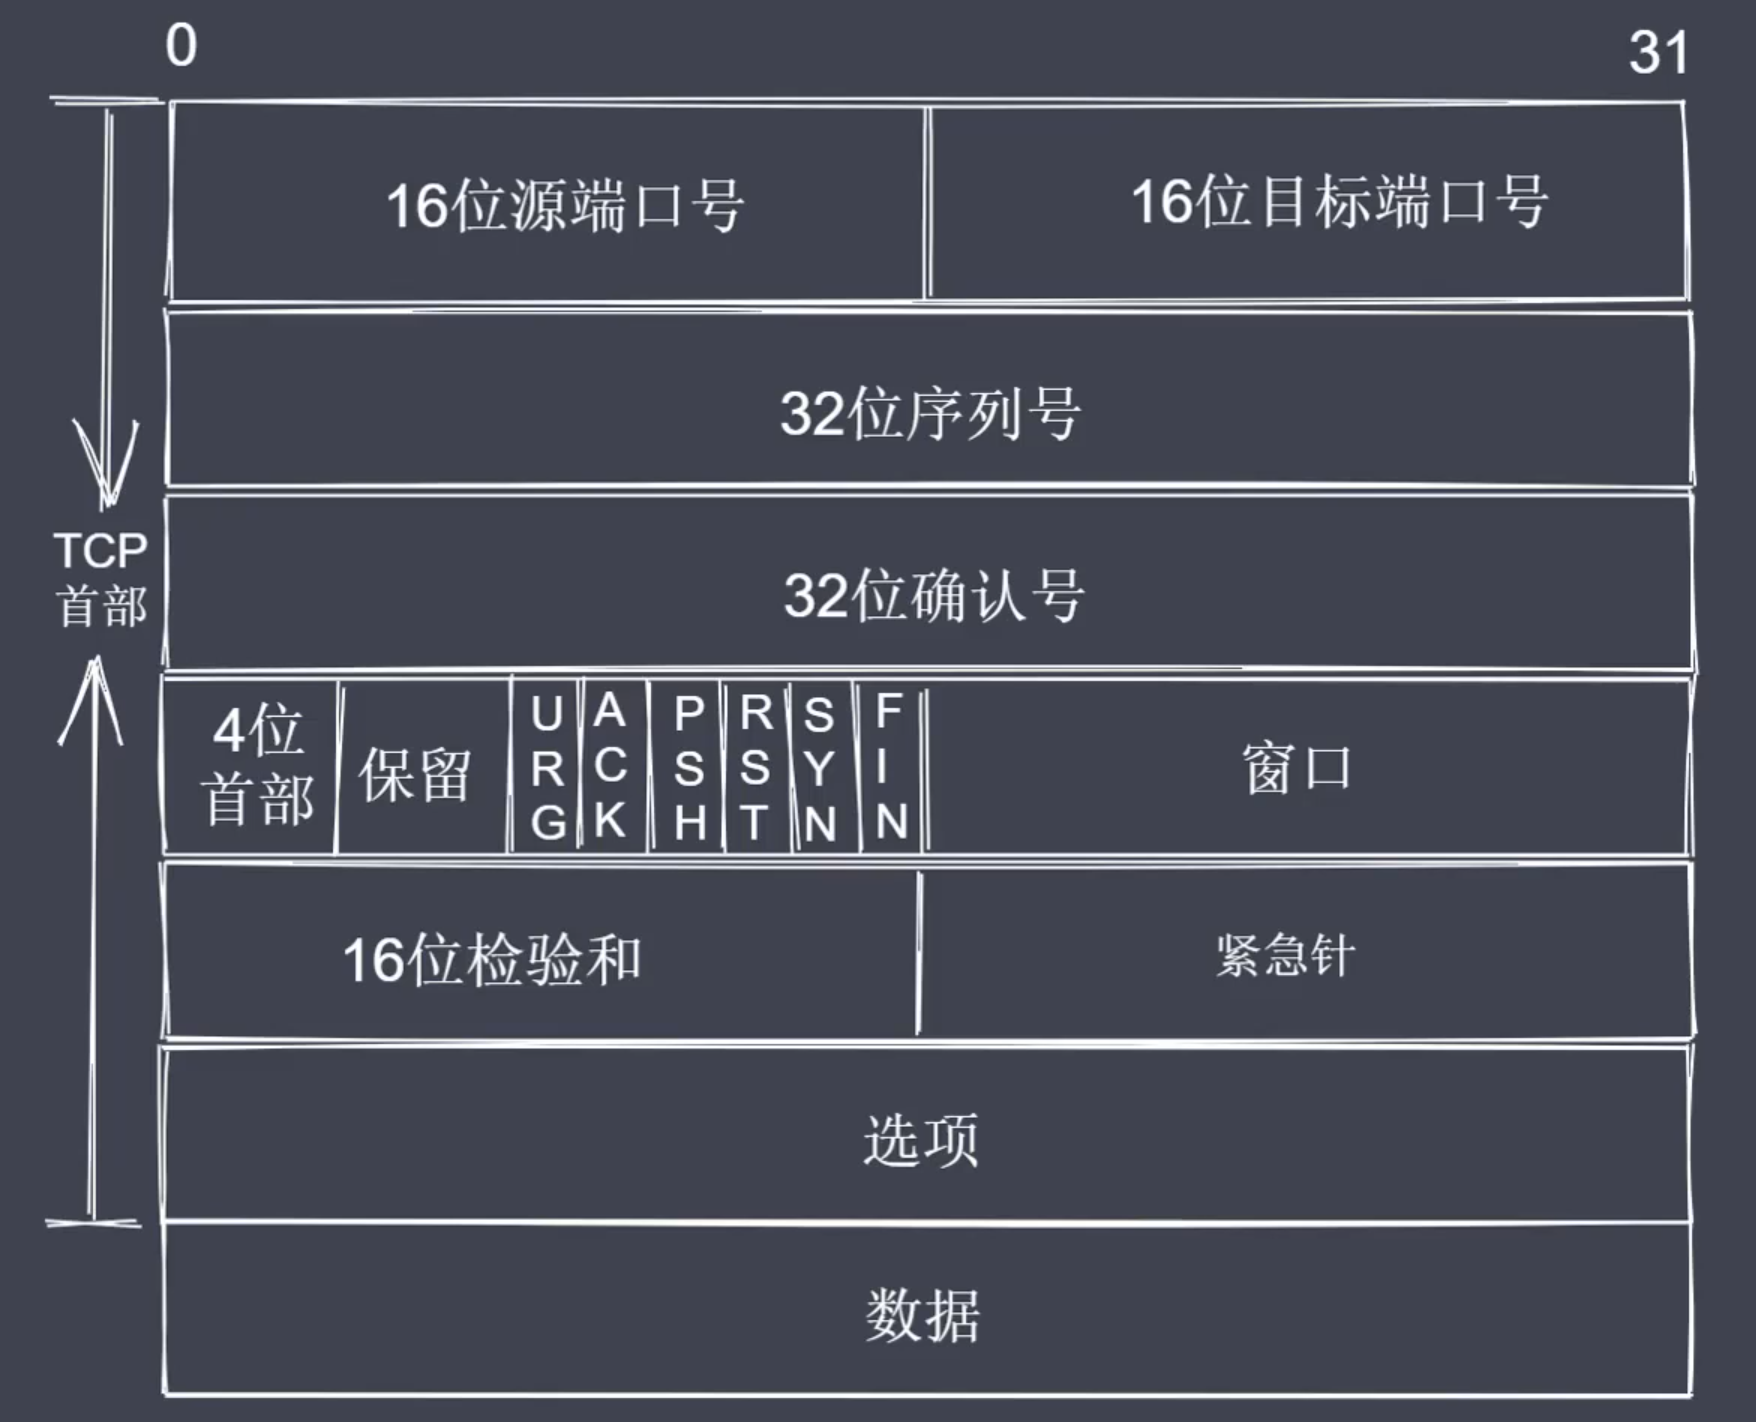 0
31
16位源端口号
16位目标端口号
32位序列号
TCP
首部
32位确认号
4位
首部
保留
URG
ACK
PSH
RST
SYN
FIN
窗口
16位检验和
紧急针
选项
数据